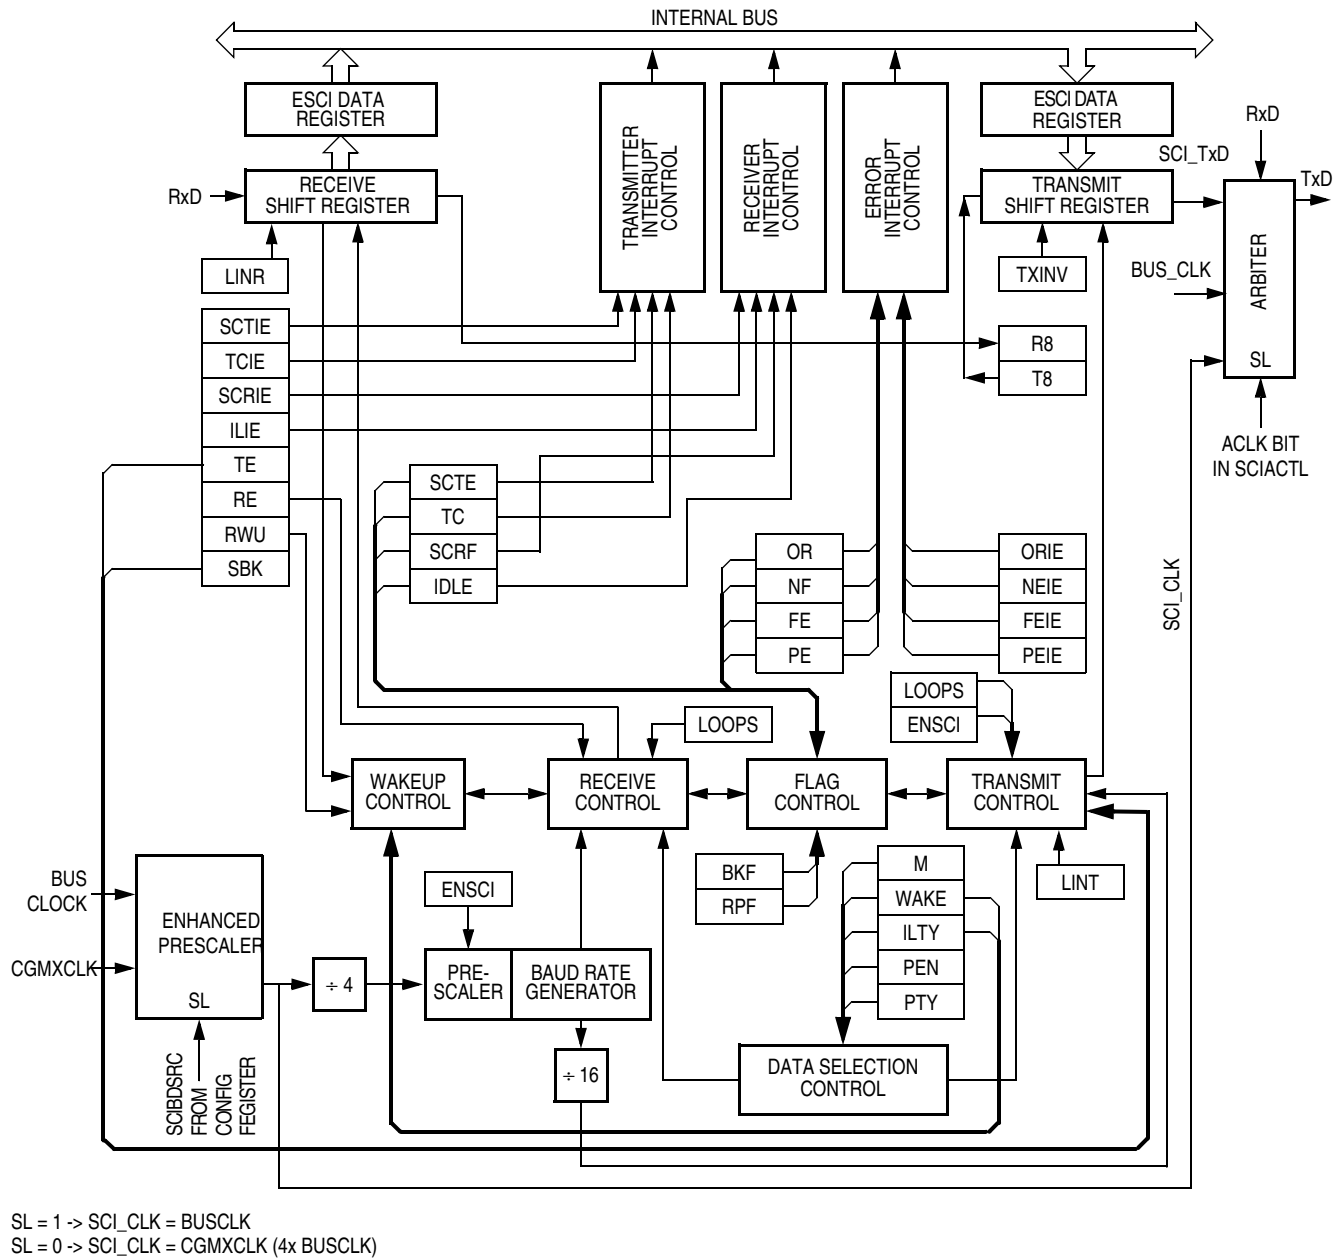 INTERNAL BUS
ESCI DATA
REGISTER
RECEIVE
SHIFT REGISTER
RxD
LINR
TRANSMITTER
INTERRUPT
CONTROL
RECEIVER
INTERRUPT
CONTROL
ERROR
INTERRUPT
CONTROL
ESCI DATA
REGISTER
TRANSMIT
SHIFT REGISTER
TXINV
SCI_TxD
RxD
TxD
BUS_CLK
ARBITER
SL
ACLK BIT
IN SCIACTL
R8
T8
SCTIE
TCIE
SCRIE
ILIE
TE
RE
RWU
SBK
SCTE
TC
SCRF
IDLE
OR
NF
FE
PE
ORIE
NEIE
FEIE
PEIE
SCI_CLK
LOOPS
ENSCI
LOOPS
WAKEUP
CONTROL
RECEIVE
CONTROL
FLAG
CONTROL
TRANSMIT
CONTROL
BKF
RPF
M
WAKE
ILTY
PEN
PTY
LINT
BUS
CLOCK
CGMXCLK
ENHANCED
PRESCALER
SL
÷ 4
ENSCI
PRE-
SCALER
BAUD RATE
GENERATOR
÷ 16
DATA SELECTION
CONTROL
SCIBDSRC
FROM
CONFIG
FEGISTER
SL = 1 -> SCI_CLK = BUSCLK
SL = 0 -> SCI_CLK = CGMXCLK (4x BUSCLK)